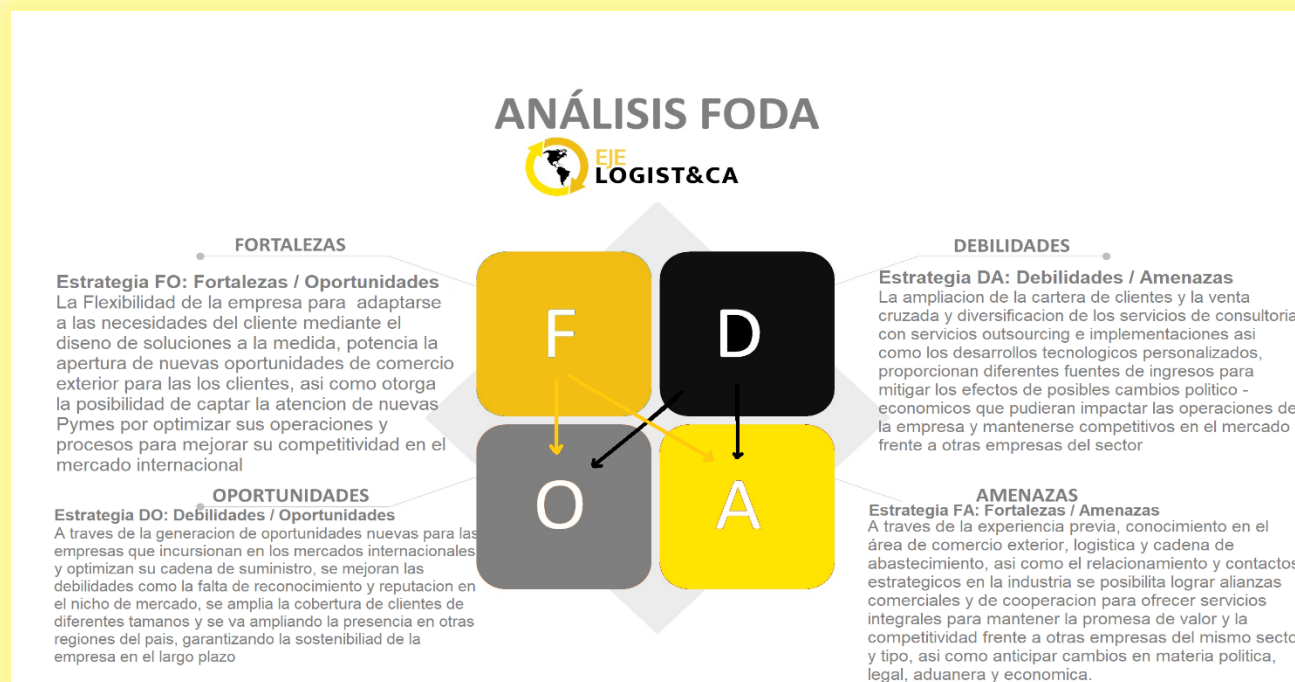 ANÁLISIS FODA
EJE
LOGIST&CA
FORTALEZAS
Estrategia FO: Fortalezas / Oportunidades
La Flexibilidad de la empresa para adaptarse
a las necesidades del cliente mediante el
diseno de soluciones a la medida, potencia la
apertura de nuevas oportunidades de comercio
exterior para las los clientes, asi como otorga
la posibilidad de captar la atencion de nuevas
Pymes por optimizar sus operaciones y
procesos para mejorar su competitividad en el
mercado internacional
DEBILIDADES
Estrategia DA: Debilidades / Amenazas
La ampliacion de la cartera de clientes y la venta
cruzada y diversificacion de los servicios de consultoria
con servicios outsourcing e implementaciones asi
como los desarrollos tecnologicos personalizados,
proporcionan diferentes fuentes de ingresos para
mitigar los efectos de posibles cambios politico -
economicos que pudieran impactar las operaciones de
la empresa y mantenerse competitivos en el mercado
frente a otras empresas del sector
F
D
O
A
OPORTUNIDADES
Estrategia DO: Debilidades / Oportunidades
A traves de la generacion de oportunidades nuevas para las
empresas que incursionan en los mercados internacionales
y optimizan su cadena de suministro, se mejoran las
debilidades como la falta de reconocimiento y reputacion en
el nicho de mercado, se amplia la cobertura de clientes de
diferentes tamanos y se va ampliando la presencia en otras
regiones del pais, garantizando la sostenibiliad de la
empresa en el largo plazo
AMENAZAS
Estrategia FA: Fortalezas / Amenazas
A traves de la experiencia previa, conocimiento en el
área de comercio exterior, logistica y cadena de
abastecimiento, asi como el relacionamiento y contactos
estrategicos en la industria se posibilita lograr alianzas
comerciales y de cooperacion para ofrecer servicios
integrales para mantener la promesa de valor y la
competitividad frente a otras empresas del mismo secto
y tipo, asi como anticipar cambios en materia politica,
legal, aduanera y economica.